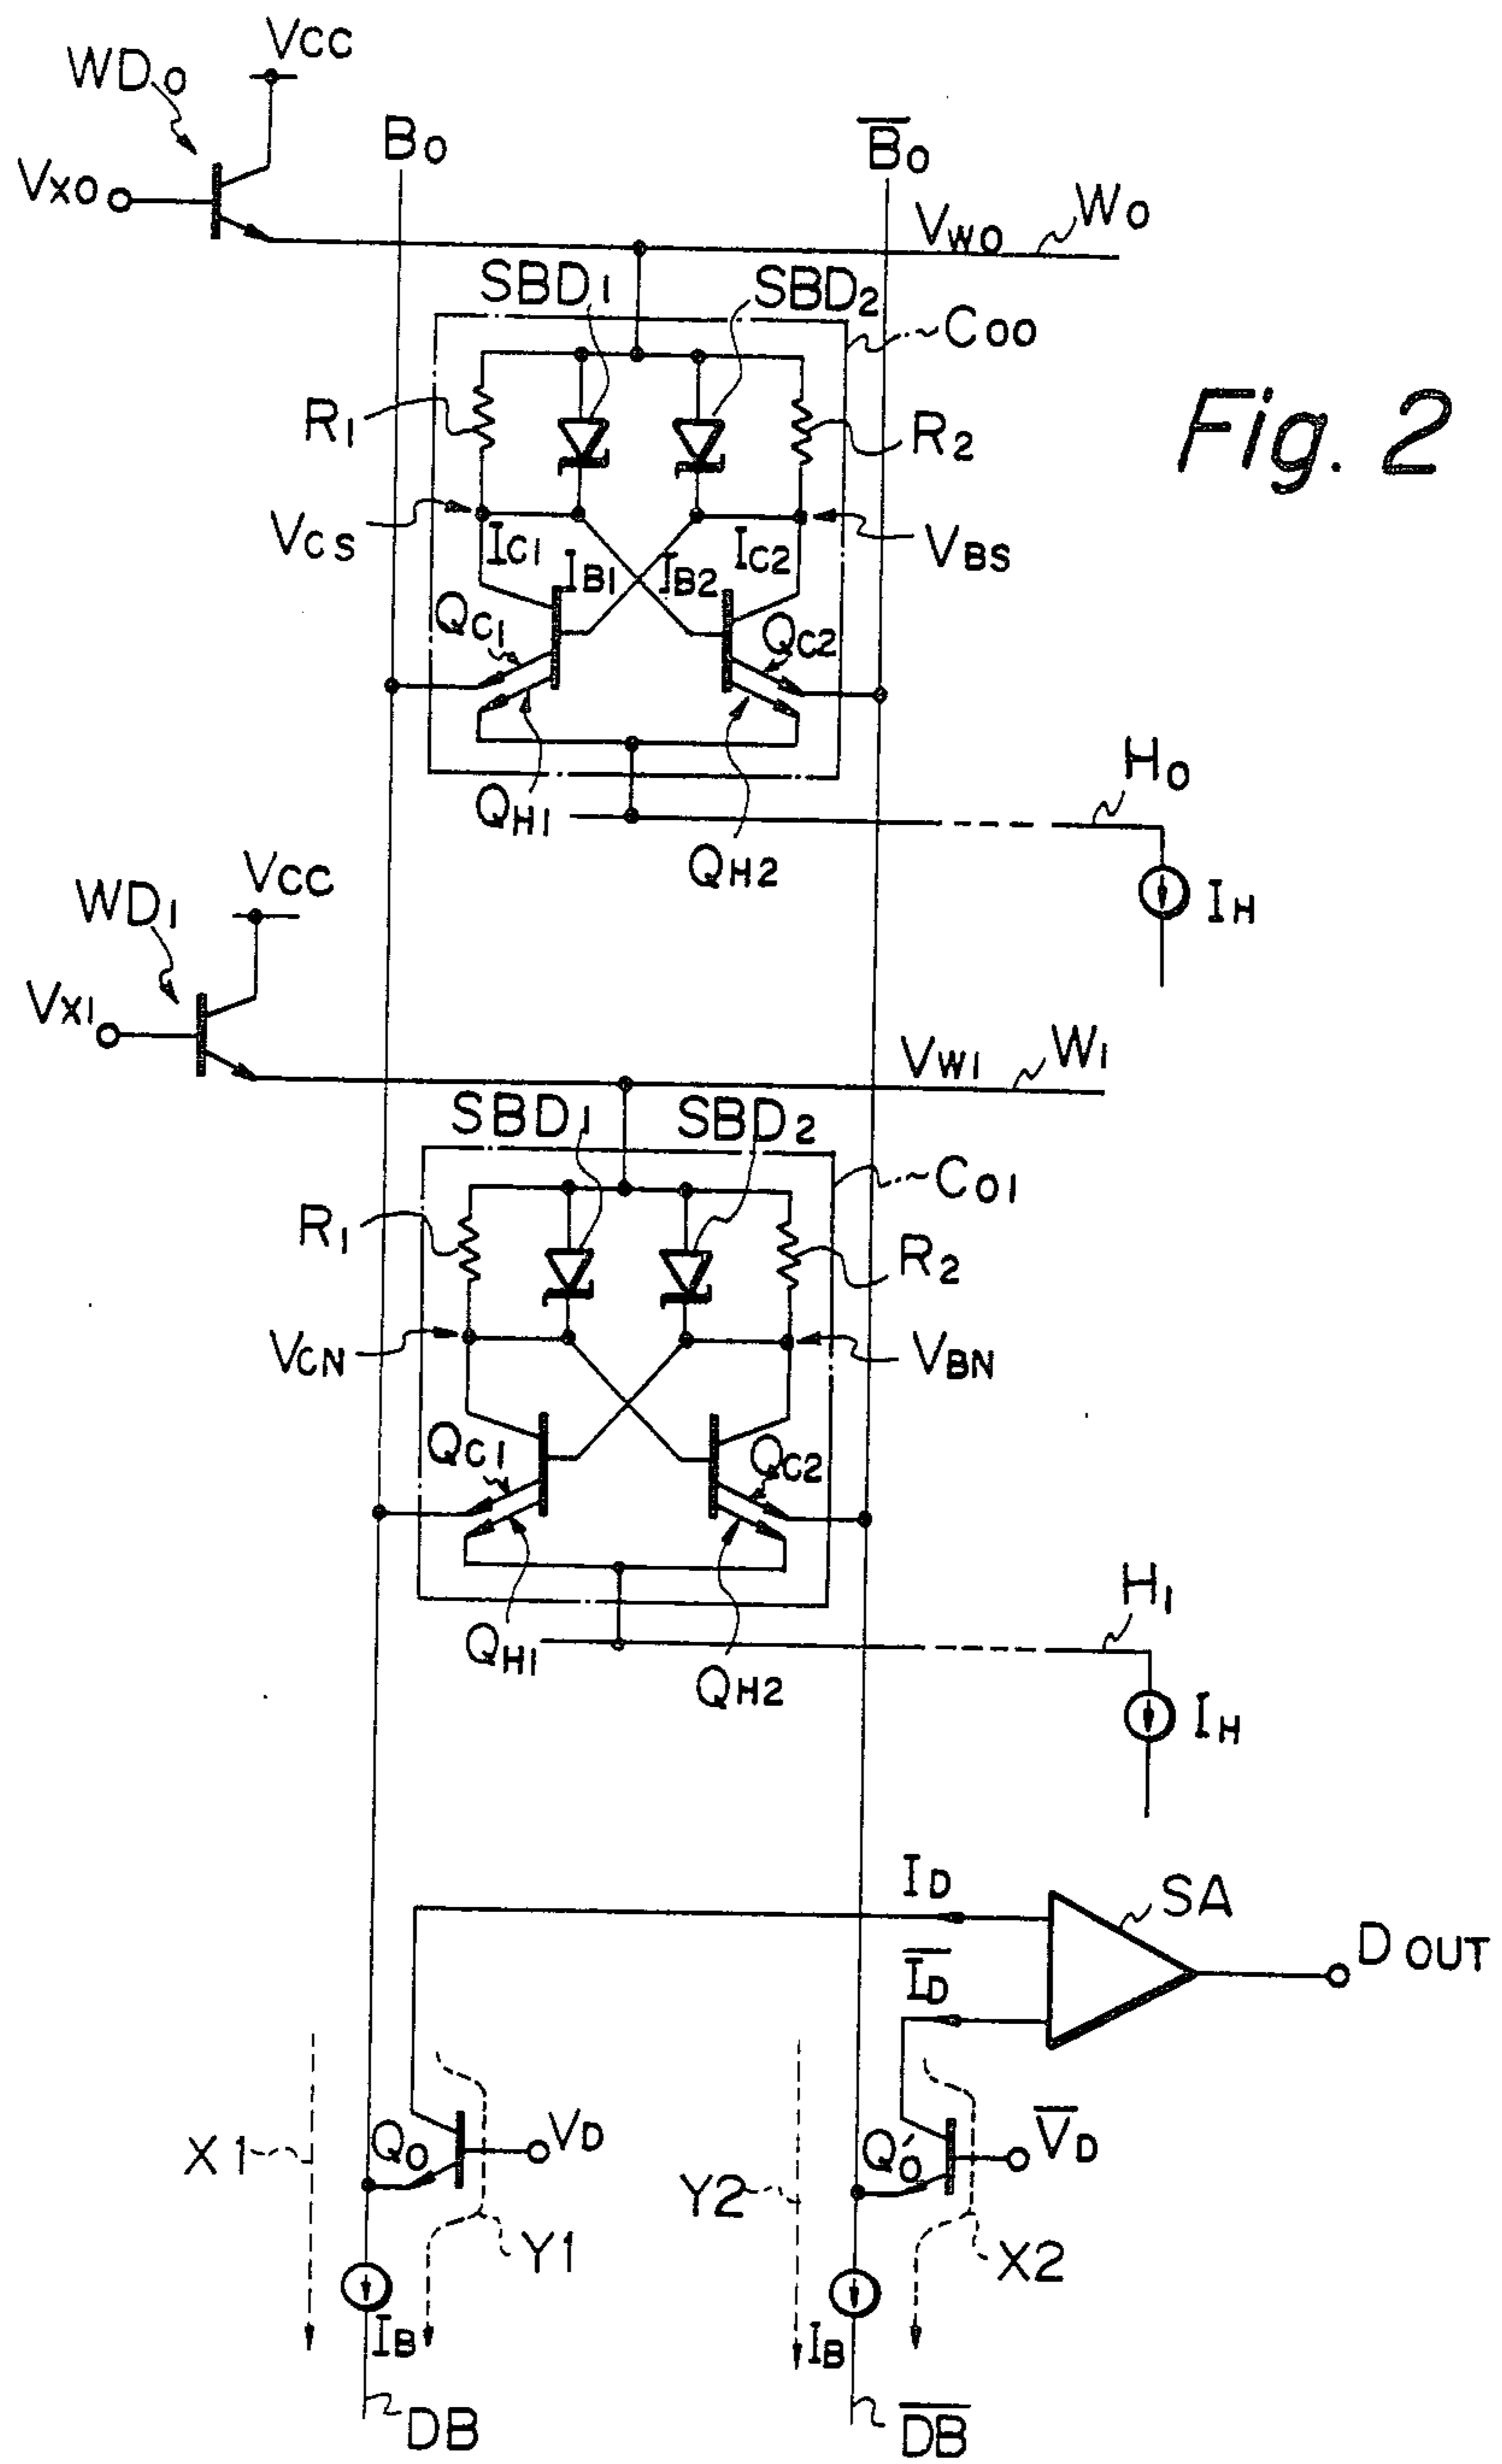 Vcc
WD0
B0
B̅0
VX0
VW0
W0
SBD1
SBD2
C00
Fig. 2
R1
R2
VCS
IC1
IB1
IB2
IC2
VBS
QC1
QC2
QH1
QH2
H0
IH
Vcc
WD1
VX1
VW1
W1
SBD1
SBD2
C01
R1
R2
VCN
VBN
QC1
QC2
QH1
QH2
H1
IH
ID
SA
I̅D̅
DOUT
X1
Q0
VD
Y2
Q0'
V̅D
Y1
X2
IB
IB
DB
D̅B̅